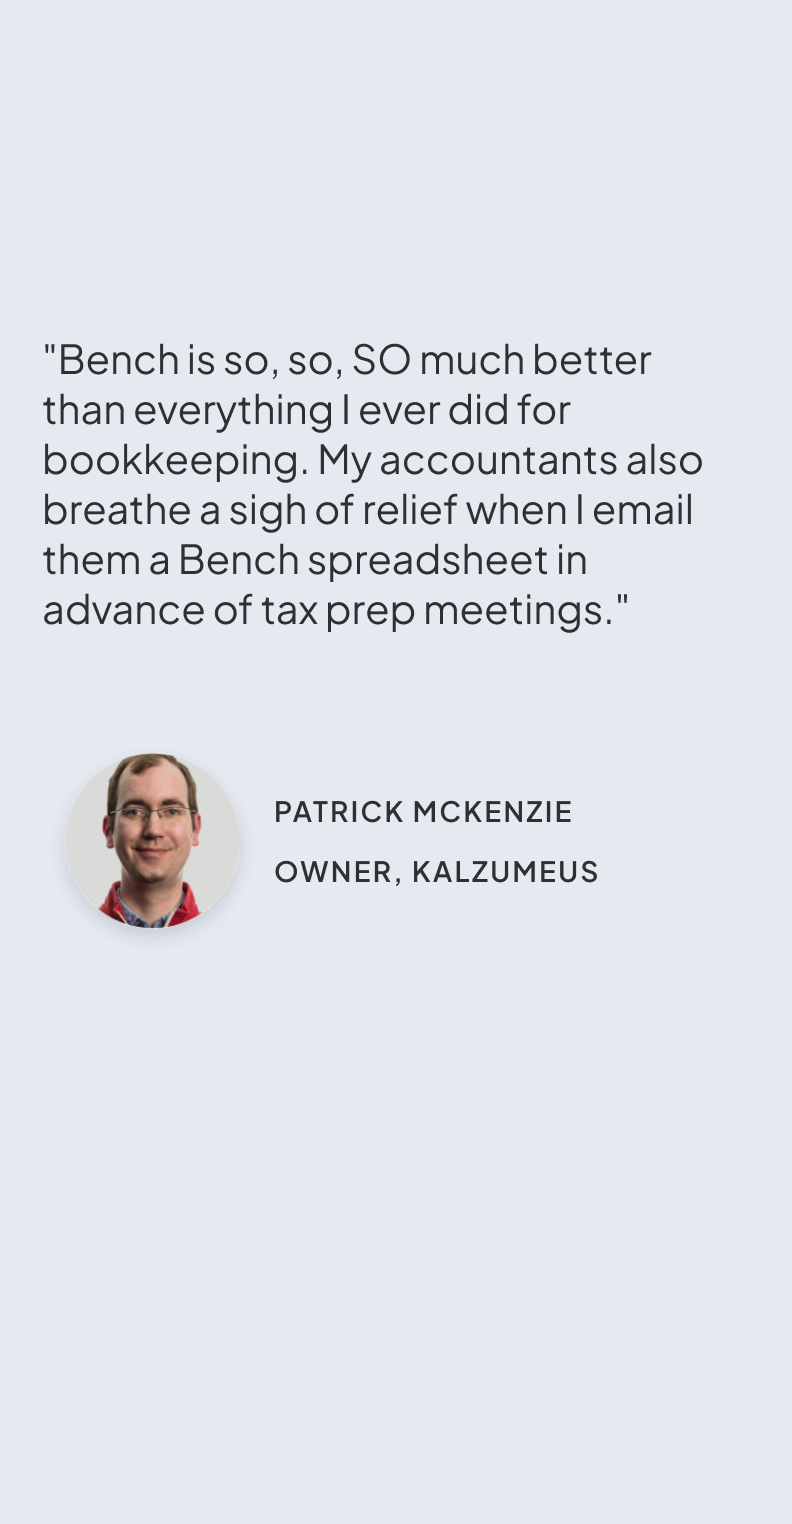 "Bench is so, so, SO much better
than everything I ever did for
bookkeeping. My accountants also
breathe a sigh of relief when I email
them a Bench spreadsheet in
advance of tax prep meetings."
PATRICK MCKENZIE
OWNER, KALZUMEUS